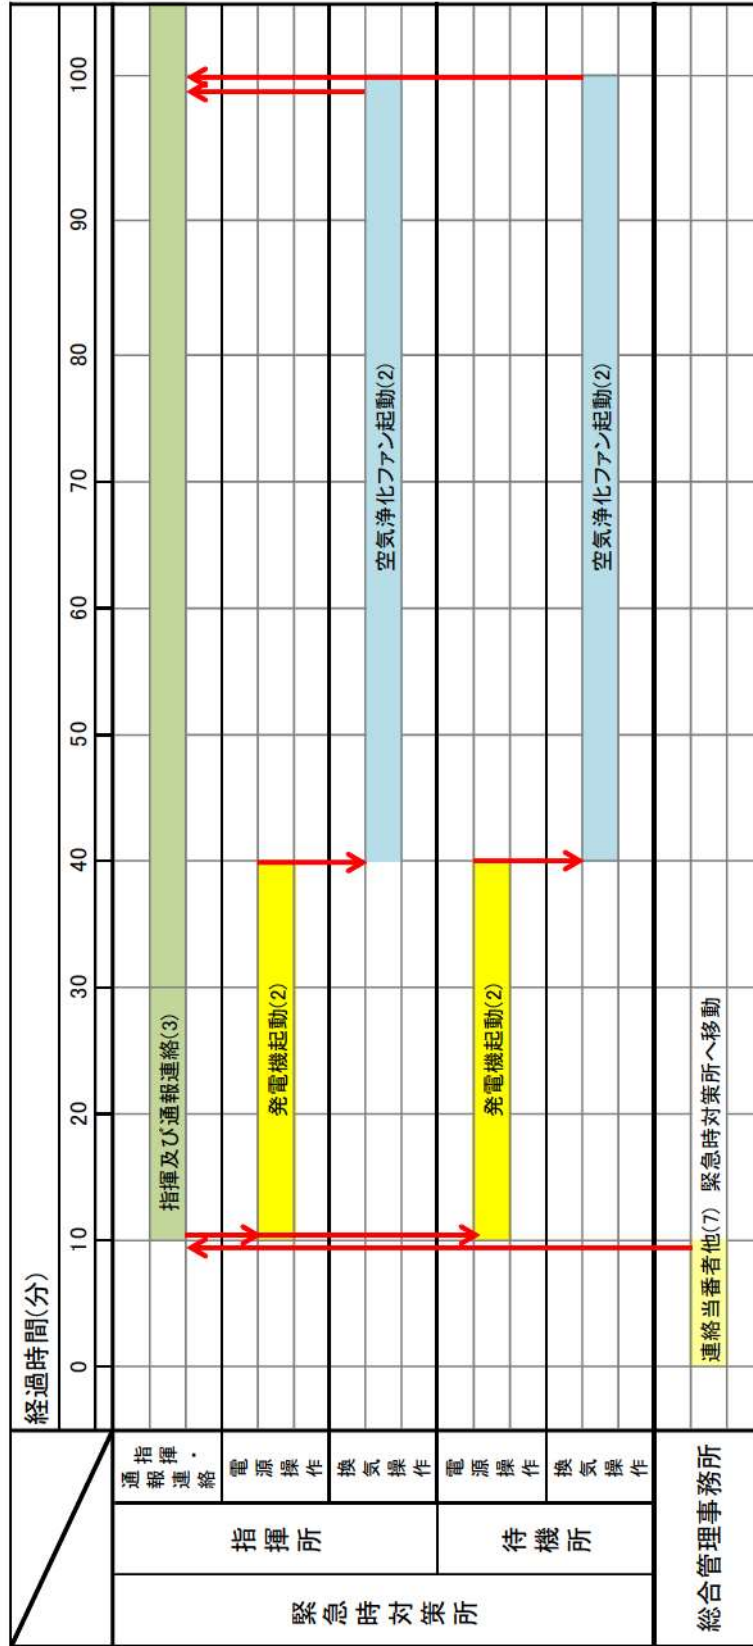 経過時間(分)
0 10 20 30 40 50 60 70 80 90 100
緊急時対策所
指揮所
指揮・
通報連絡
指揮及び通報連絡(3)
電源操作
発電機起動(2)
換気操作
空気浄化ファン起動(2)
待機所
電源操作
発電機起動(2)
換気操作
空気浄化ファン起動(2)
総合管理事務所
連絡当番者他(7) 緊急時対策所へ移動